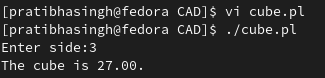 [pratibhasingh@fedora CAD]$ vi cube.pl
[pratibhasingh@fedora CAD]$ ./cube.pl
Enter side:3
The cube is 27.00.